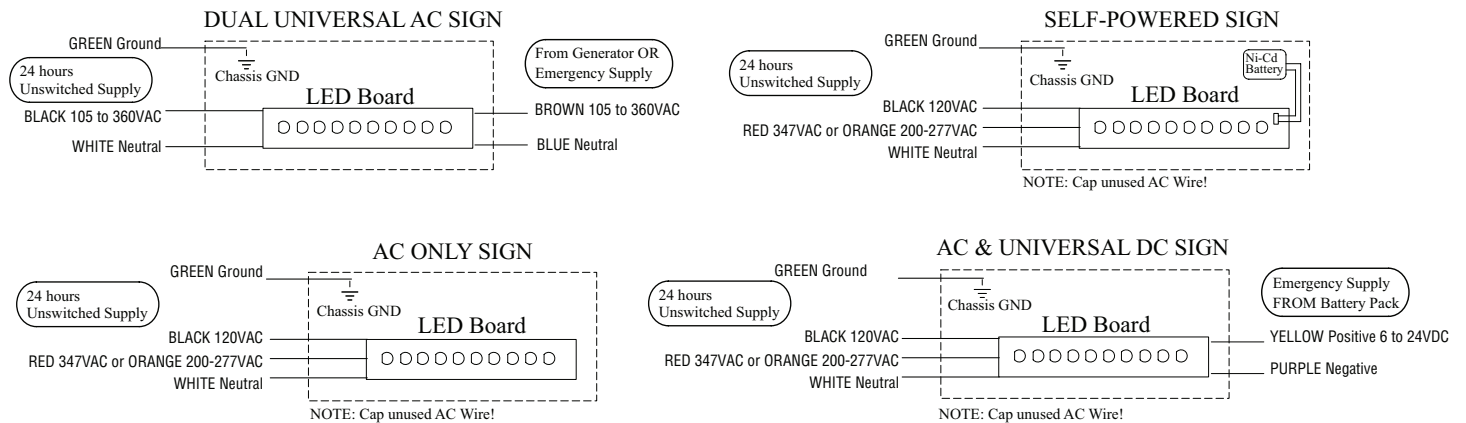 DUAL UNIVERSAL AC SIGN
GREEN Ground
24 hours
Unswitched Supply
Chassis GND
From Generator OR
Emergency Supply
LED Board
BLACK 105 to 360VAC
BROWN 105 to 360VAC
WHITE Neutral
BLUE Neutral
SELF-POWERED SIGN
GREEN Ground
24 hours
Unswitched Supply
Chassis GND
Ni-Cd
Battery
LED Board
BLACK 120VAC
RED 347VAC or ORANGE 200-277VAC
WHITE Neutral
NOTE: Cap unused AC Wire!
AC ONLY SIGN
GREEN Ground
24 hours
Unswitched Supply
Chassis GND
LED Board
BLACK 120VAC
RED 347VAC or ORANGE 200-277VAC
WHITE Neutral
NOTE: Cap unused AC Wire!
AC & UNIVERSAL DC SIGN
GREEN Ground
24 hours
Unswitched Supply
Chassis GND
Emergency Supply
FROM Battery Pack
LED Board
BLACK 120VAC
YELLOW Positive 6 to 24VDC
RED 347VAC or ORANGE 200-277VAC
PURPLE Negative
WHITE Neutral
NOTE: Cap unused AC Wire!